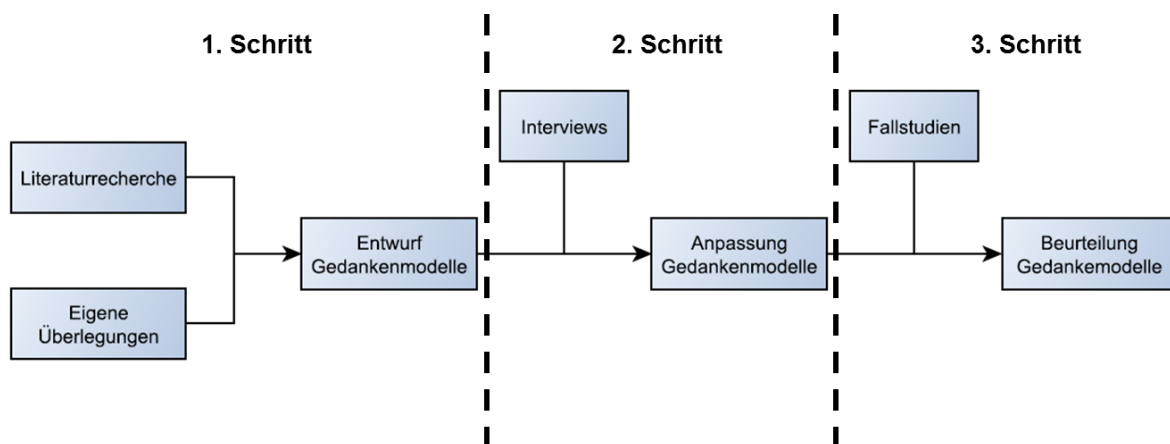 1. Schritt
2. Schritt
3. Schritt
Literaturrecherche
Eigene
Überlegungen
Entwurf
Gedankenmodelle
Interviews
Anpassung
Gedankenmodelle
Fallstudien
Beurteilung
Gedankemodelle